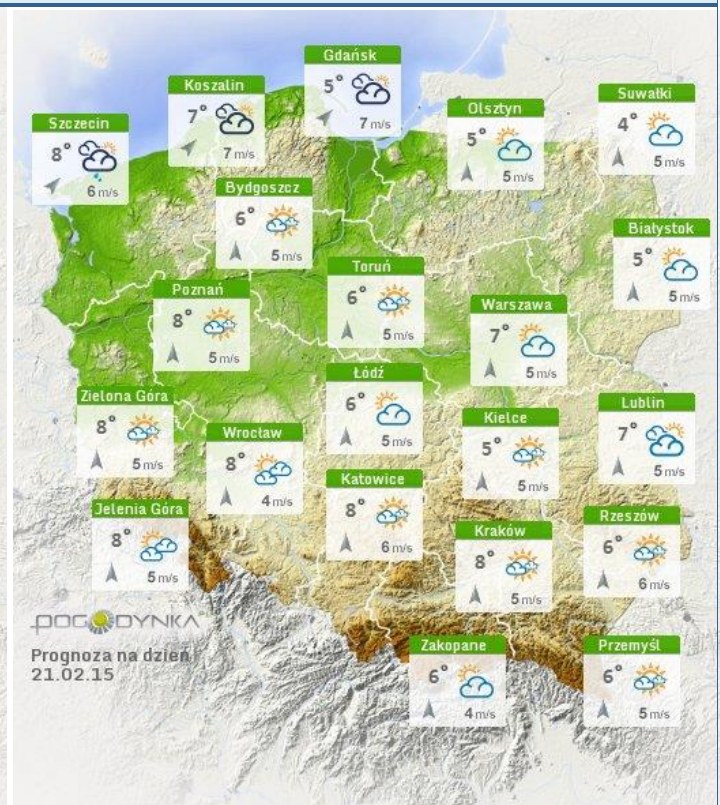 Gdańsk
5°
7 m/s
Koszalin
7°
7 m/s
Szczecin
8°
6 m/s
Olsztyn
5°
5 m/s
Suwałki
4°
5 m/s
Bydgoszcz
6°
5 m/s
Białystok
5°
5 m/s
Toruń
6°
5 m/s
Poznań
8°
5 m/s
Warszawa
7°
5 m/s
Łódź
6°
5 m/s
Zielona Góra
8°
5 m/s
Wrocław
8°
4 m/s
Kielce
5°
5 m/s
Lublin
7°
5 m/s
Katowice
8°
6 m/s
Jelenia Góra
8°
5 m/s
Kraków
8°
5 m/s
Rzeszów
6°
6 m/s
Zakopane
6°
4 m/s
Przemyśl
6°
5 m/s
POGODYNKA
Prognoza na dzień
21.02.15